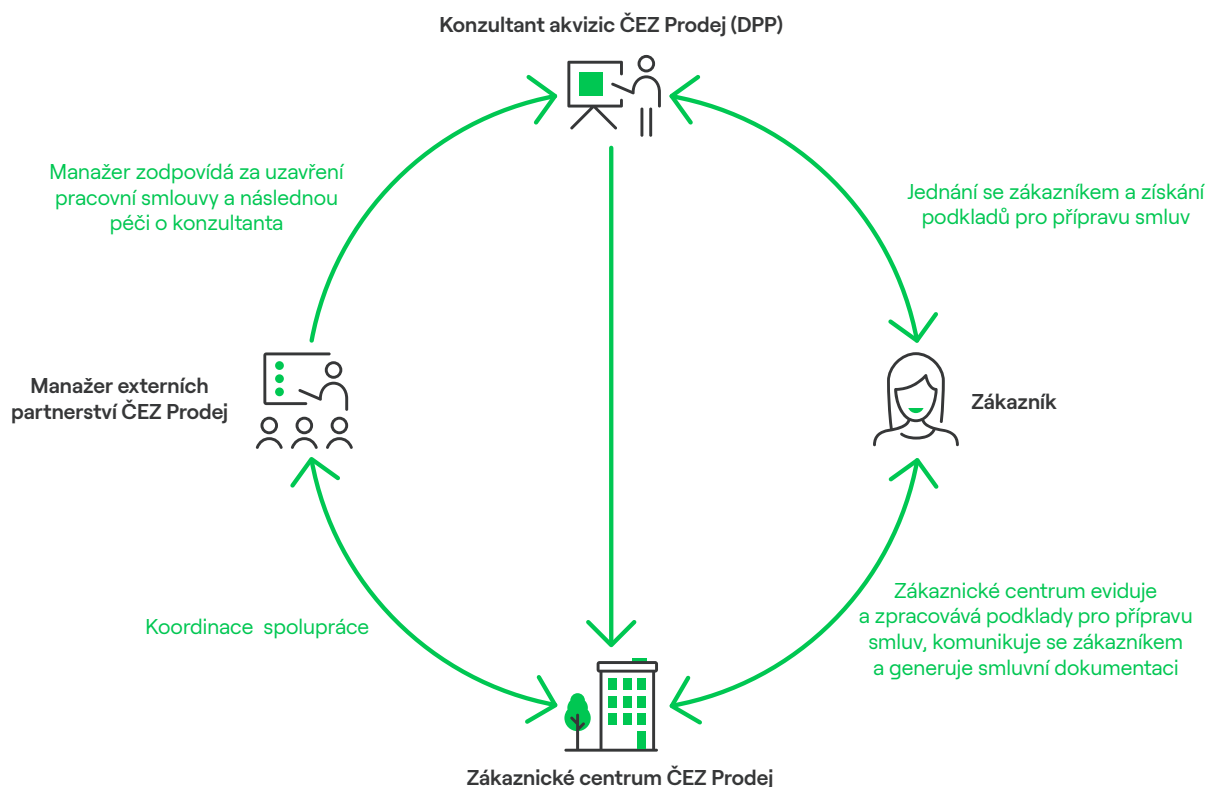 Konzultant akvizic ČEZ Prodej (DPP)
Manažer zodpovídá za uzavření
pracovní smlouvy a následnou
péči o konzultanta
Jednání se zákazníkem a získání
podkladů pro přípravu smluv
Manažer externích
partnerství ČEZ Prodej
Zákazník
Koordinace spolupráce
Zákaznické centrum eviduje
a zpracovává podklady pro přípravu
smluv, komunikuje se zákazníkem
a generuje smluvní dokumentaci
Zákaznické centrum ČEZ Prodej